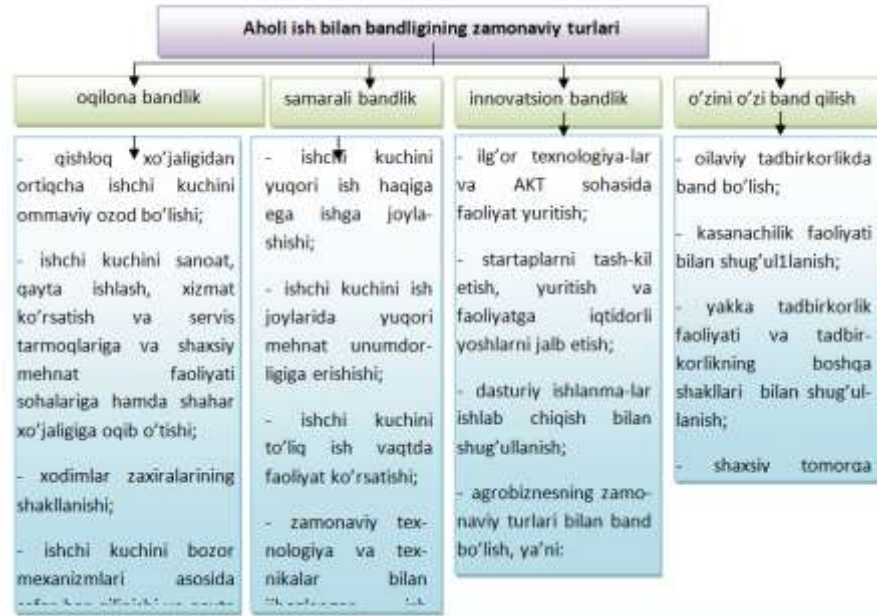 Aholi ish bilan bandligining zamonaviy turlari
oqilona bandlik
- qishloq xo'jaligidan
ortiqcha ishchi kuchini
ommaviy ozod bo'lishi;
- ishchi kuchini sanoat,
qayta ishlash, xizmat
ko'rsatish va servis
tarmoqlariga va shaxsiy
mehnat faoliyati
sohalariga hamda shahar
xo'jaligiga oqib o'tishi;
- xodimlar zaxiralarining
shakllanishi;
- ishchi kuchini bozor
mexanizmlari asosida
samarali bandlik
- ishchi kuchini
yuqori ish haqiga
ega ishga joyla-
shishi;
- ishchi kuchini ish
joylarida yuqori
mehnat unumdor-
ligiga erishishi;
- ishchi kuchini
to'liq ish vaqtda
faoliyat ko'rsatishi;
- zamonaviy tex-
nologiya va tex-
nikalar bilan
innovatsion bandlik
- ilg'or texnologiya-lar
va AKT sohasida
faoliyat yuritish;
- startaplarni tash-kil
etish, yuritish va
faoliyatga iqtidorli
yoshlarni jalb etish;
- dasturiy ishlanma-lar
ishlab chiqish bilan
shug'ullanish;
- agrobiznesning zamo-
naviy turlari bilan band
bo'lish, ya'ni:
o'zini o'zi band qilish
- oilaviy tadbirkorlikda
band bo'lish;
- kasanachilik faoliyati
bilan shug'ul1lanish;
- yakka tadbirkorlik
faoliyati va tadbir-
korlikning boshqa
shakllari bilan shug'ul-
lanish;
- shaxsiy tomorqa